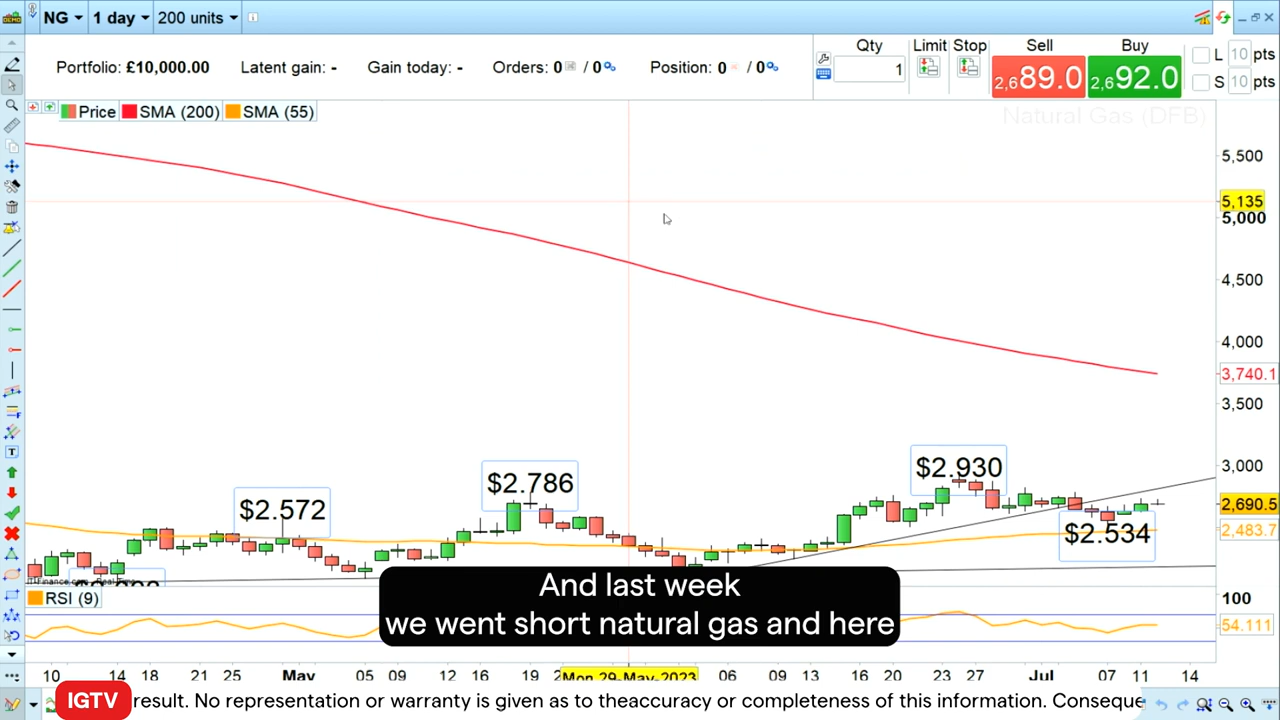 DEMO NG 1 day 200 units
Portfolio: £10,000.00 Latent gain: - Gain today: - Orders: 0 / 0 Position: 0 / 0
Qty Limit Stop Sell Buy
1 2,689.0 2,692.0
L 10 pts
S 10 pts
Price SMA (200) SMA (55)
Natural Gas (DFB)
5,500
5,135
5,000
4,500
4,000
3,740.1
3,500
3,000
2,690.5
2,483.7
$2.572
$2.786
$2.930
$2.534
RSI (9)
100
54.111
And last week
we went short natural gas and here
10 14 18 21 25 May 05 09 12 16 19 Mon 29-May-2023 09 13 16 20 23 27 Jul 07 11 14
IGTV result. No representation or warranty is given as to theaccuracy or completeness of this information. Conseque